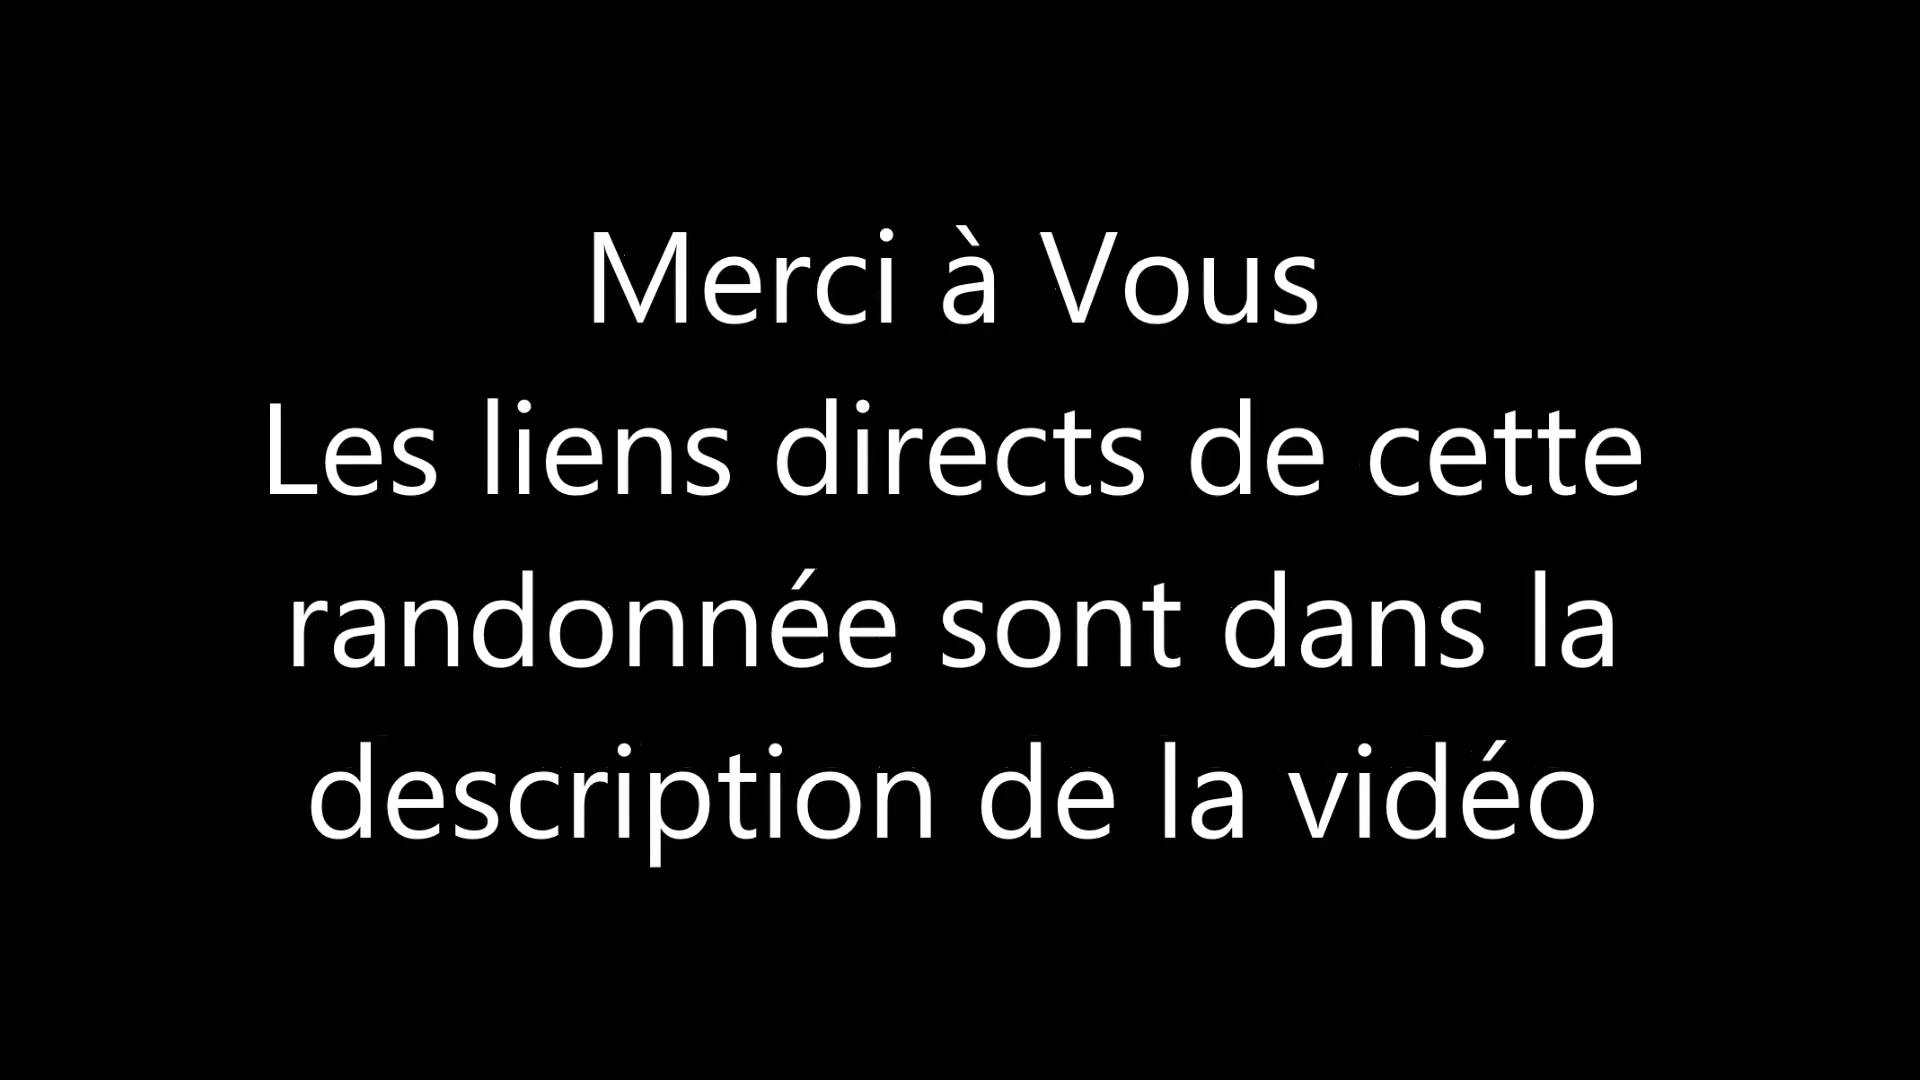 Merci à Vous
Les liens directs de cette
randonnée sont dans la
description de la vidéo